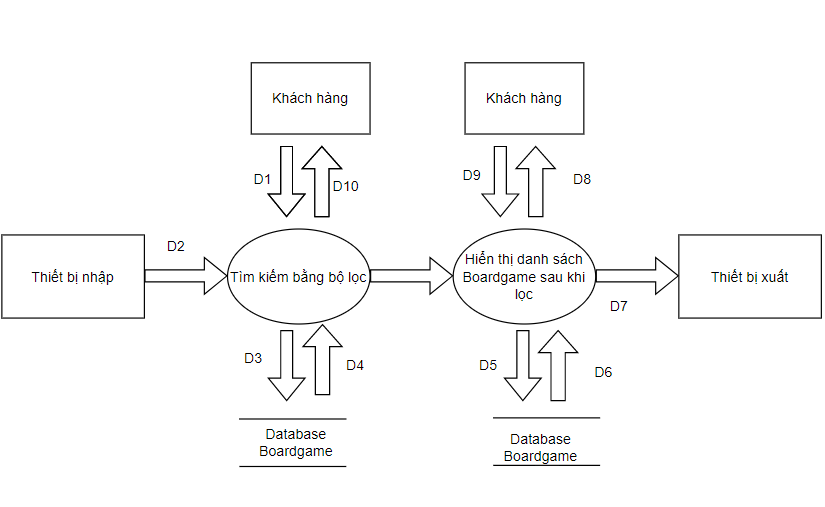 Khách hàng
Khách hàng
D1
D10
D9
D8
D2
Thiết bị nhập
Tìm kiếm bằng bộ lọc
Hiển thị danh sách
Boardgame sau khi
lọc
Thiết bị xuất
D7
D3
D4
D5
D6
Database
Boardgame
Database
Boardgame